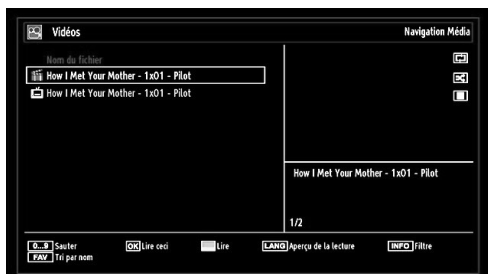 Vidéos
Navigation Média
Nom du fichier
How I Met Your Mother - 1x01 - Pilot
How I Met Your Mother - 1x01 - Pilot
How I Met Your Mother - 1x01 - Pilot
1/2
0...9 Sauter OK Lire ceci Lire LANG Aperçu de la lecture INFO Filtre
FAV Tri par nom